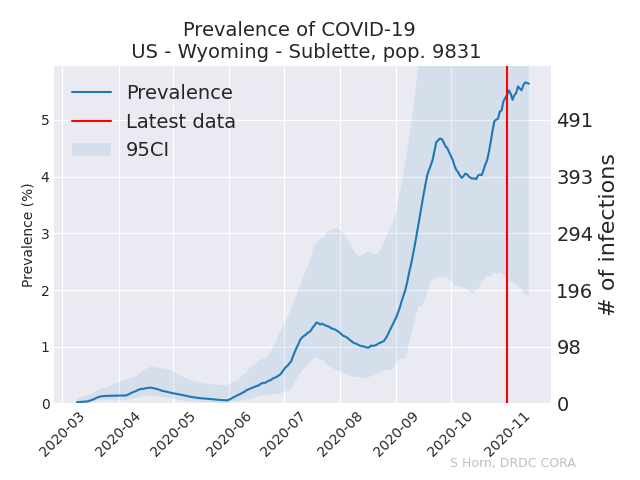 Prevalence of COVID-19
US - Wyoming - Sublette, pop. 9831
Prevalence
Latest data
95CI
Prevalence (%)
5
4
3
2
1
0
491
393
294
196
98
0
# of infections
2020-03
2020-04
2020-05
2020-06
2020-07
2020-08
2020-09
2020-10
2020-11
S Horn, DRDC CORA